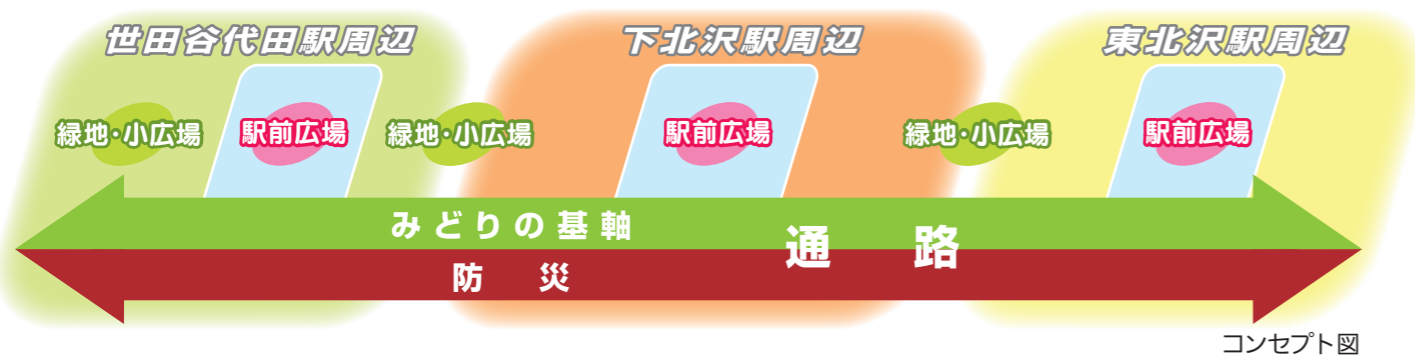 世田谷代田駅周辺
下北沢駅周辺
東北沢駅周辺
緑地・小広場
駅前広場
緑地・小広場
駅前広場
緑地・小広場
駅前広場
みどりの基軸
通路
防災
コンセプト図